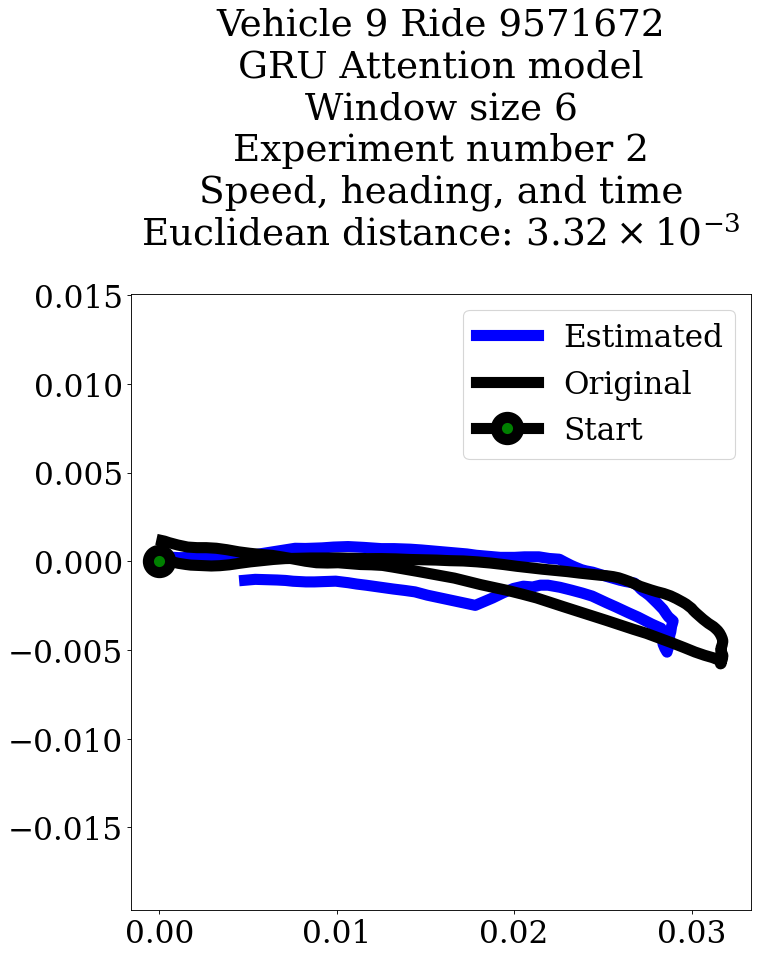 Vehicle 9 Ride 9571672
GRU Attention model
Window size 6
Experiment number 2
Speed, heading, and time
Euclidean distance: 3.32 × 10⁻³
0.015
0.010
0.005
0.000
−0.005
−0.010
−0.015
Estimated
Original
Start
0.00 0.01 0.02 0.03